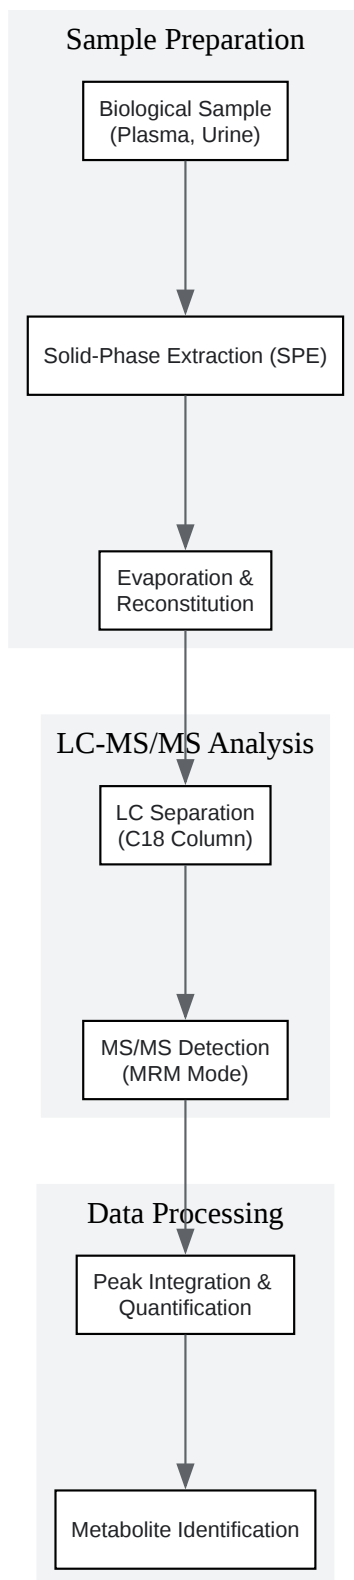 Sample Preparation
Biological Sample
(Plasma, Urine)
Solid-Phase Extraction (SPE)
Evaporation &
Reconstitution
LC-MS/MS Analysis
LC Separation
(C18 Column)
MS/MS Detection
(MRM Mode)
Data Processing
Peak Integration &
Quantification
Metabolite Identification